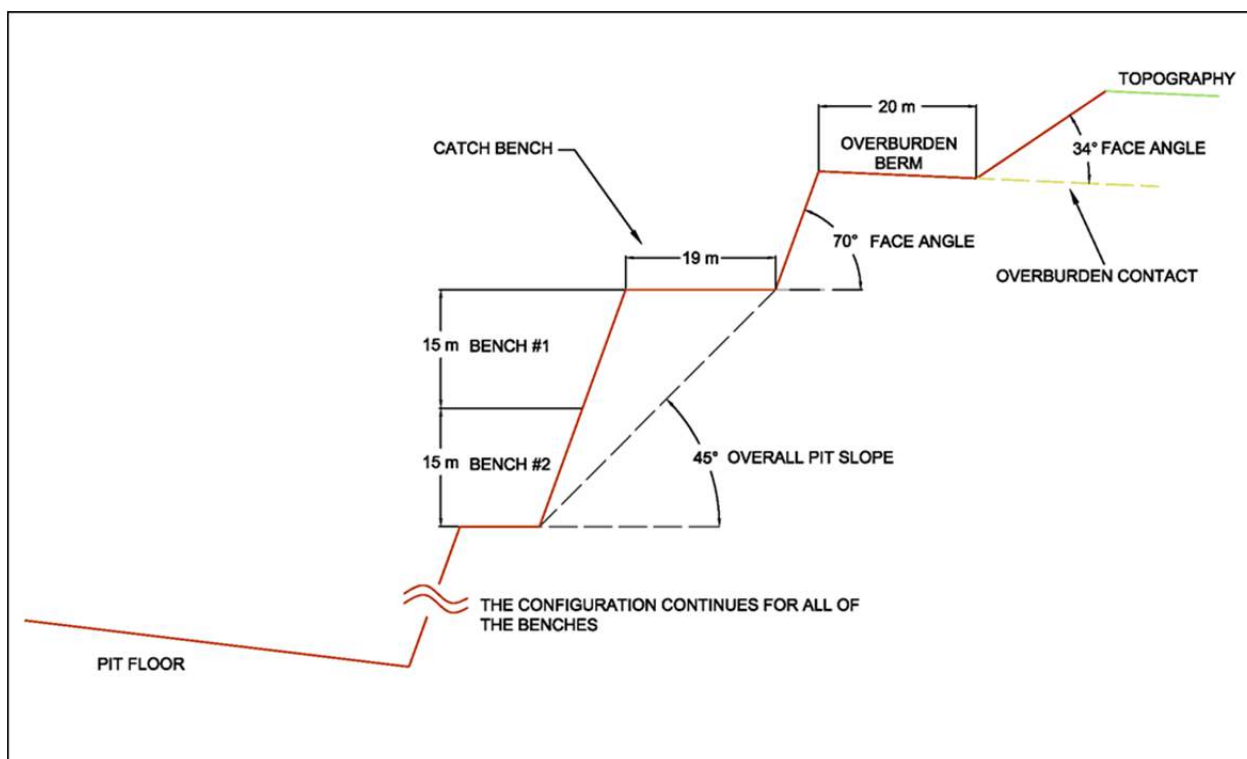 TOPOGRAPHY
20 m
OVERBURDEN
BERM
34° FACE ANGLE
CATCH BENCH
70° FACE ANGLE
19 m
OVERBURDEN CONTACT
15 m BENCH #1
15 m BENCH #2
45° OVERALL PIT SLOPE
THE CONFIGURATION CONTINUES FOR ALL OF
THE BENCHES
PIT FLOOR